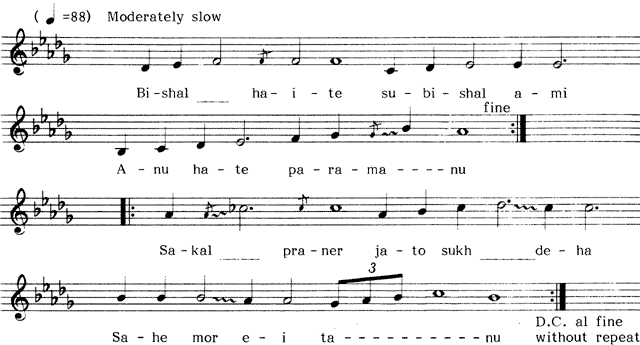 ( ♩ =88) Moderately slow
Bi-shal ___ ha-i-te su-bi-shal a-mi
fine
A-nu ha-te pa-ra-ma----nu
Sa-kal pra-ner ja-to sukh _____ de-ha
3
Sa-he mor e-i ta---------nu
D.C. al fine
without repeat